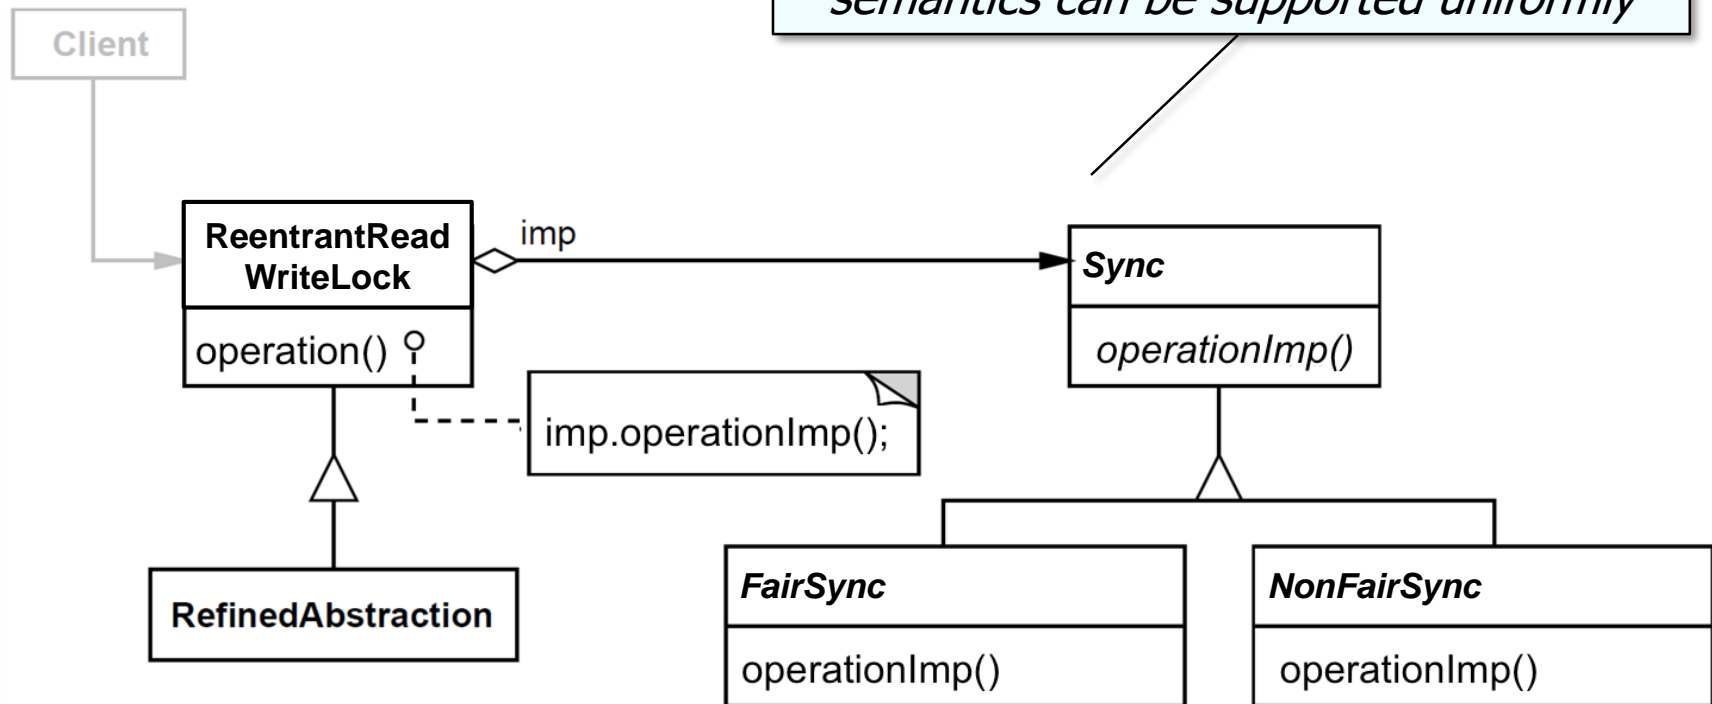 semantics can be supported uniformly
Client
ReentrantRead
WriteLock
imp
Sync
operation()
operationImp()
imp.operationImp();
RefinedAbstraction
FairSync
NonFairSync
operationImp()
operationImp()